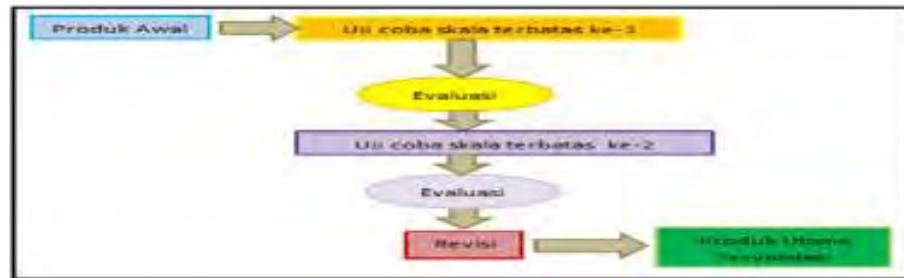 Produk Awal
Uji coba skala terbatas ke-1
Evaluasi
Uji coba skala terbatas ke-2
Evaluasi
Revisi
Produk Utama